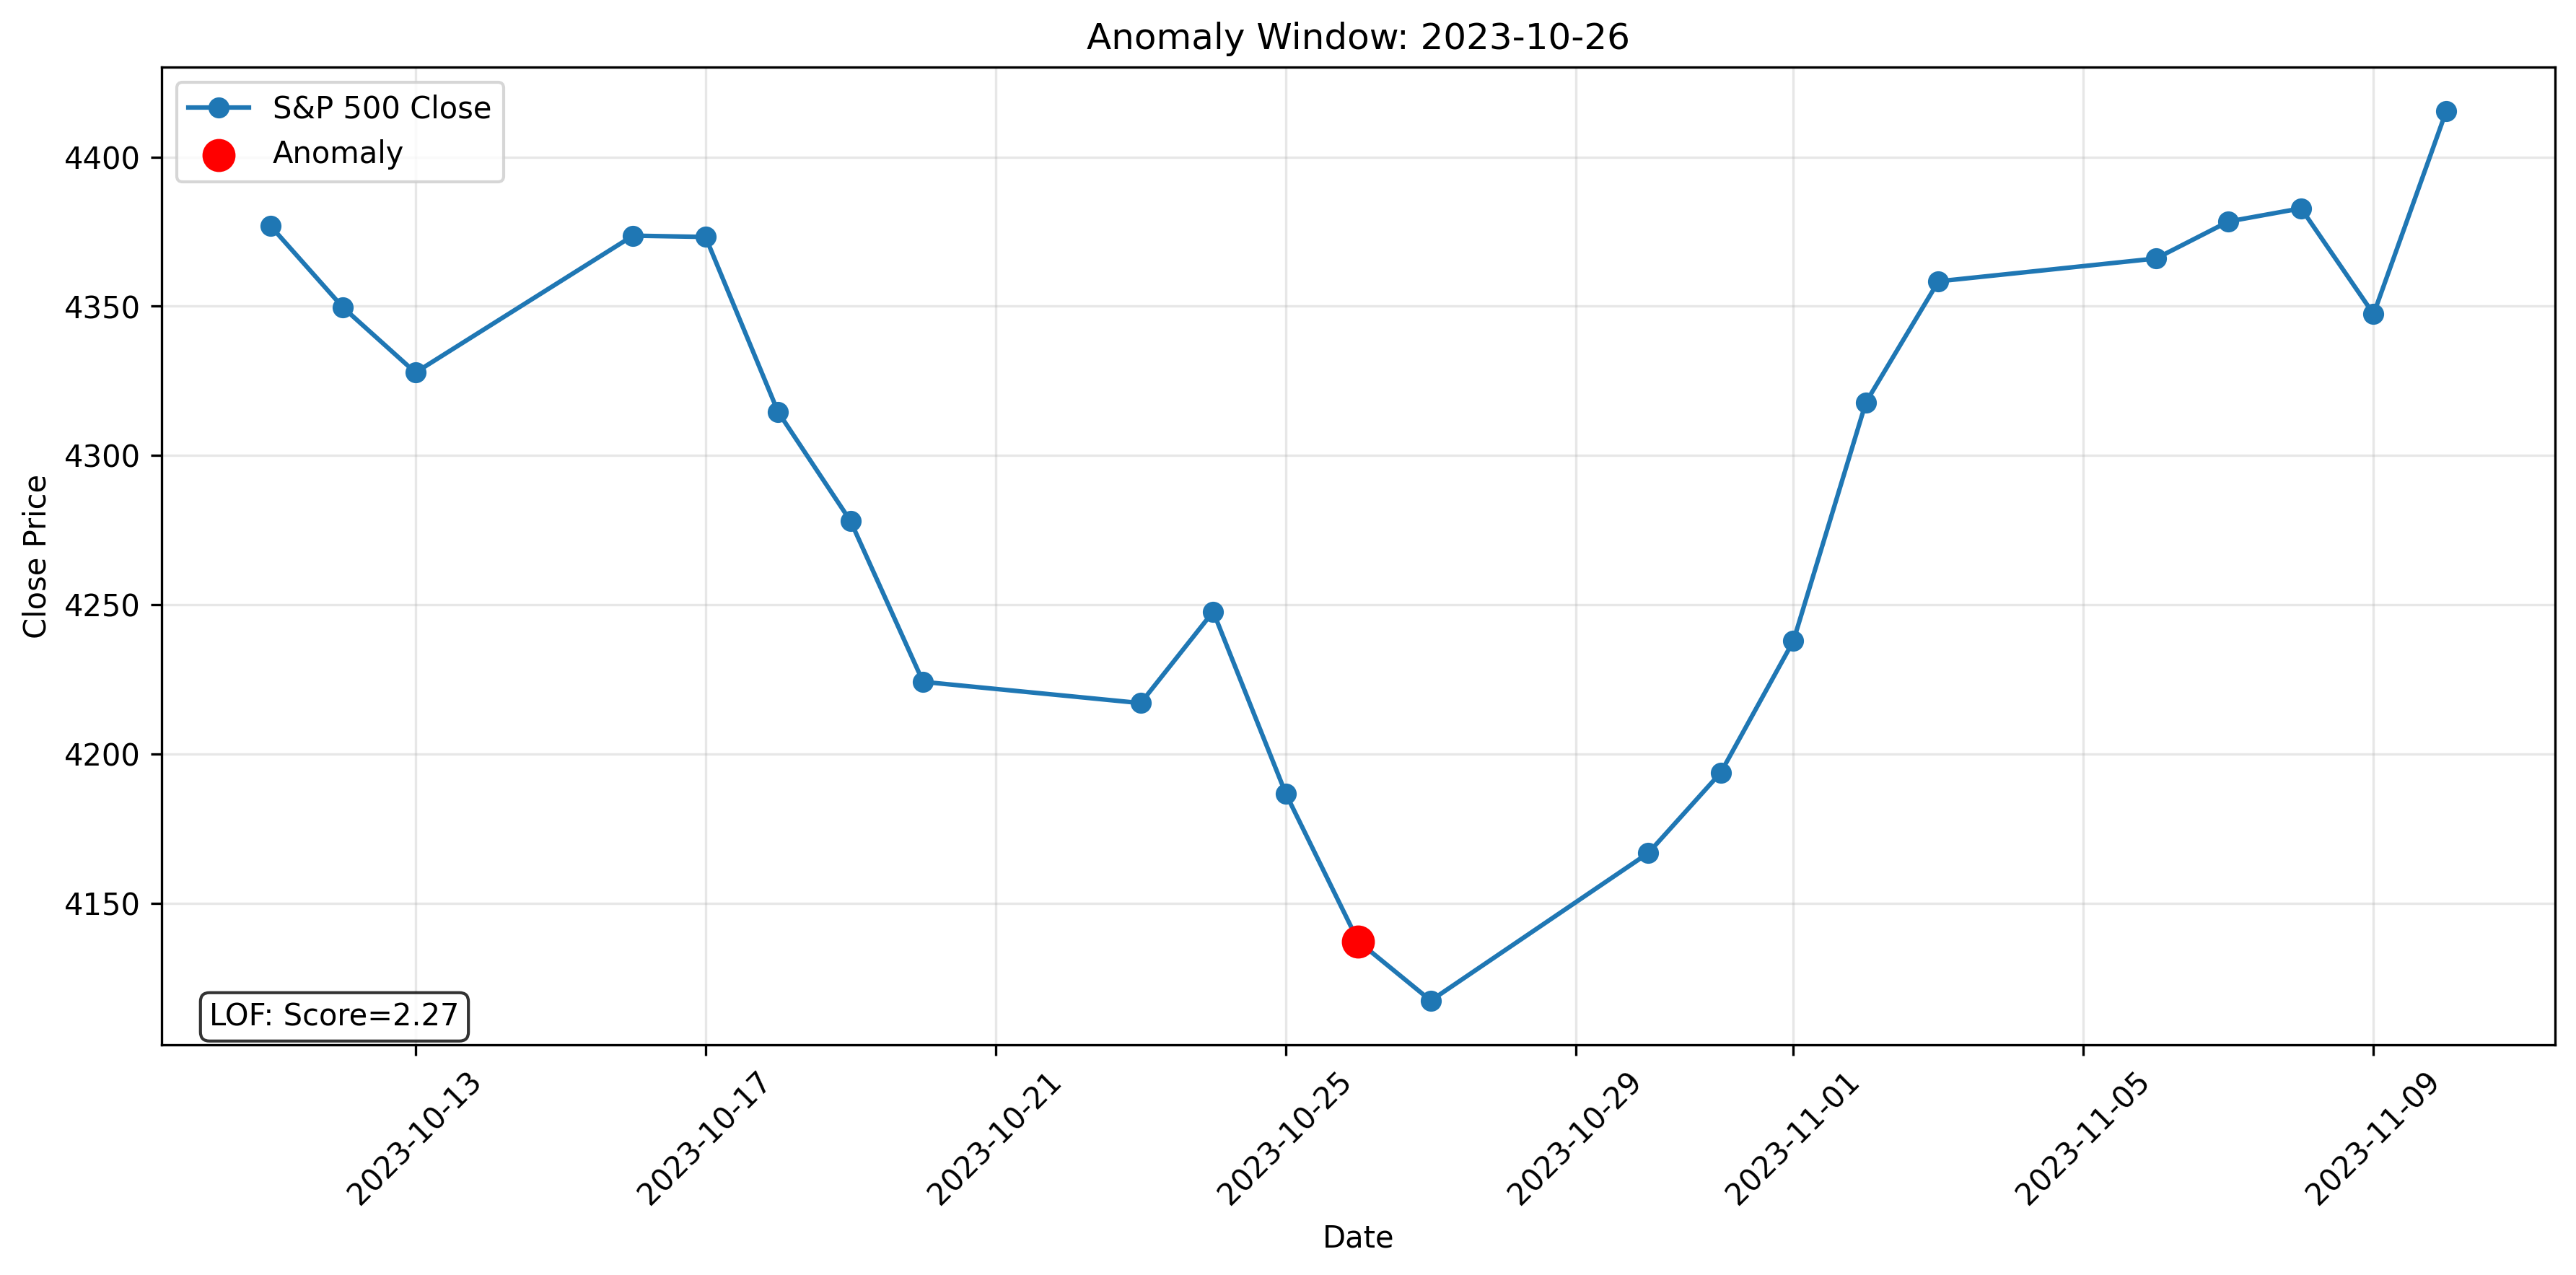 Anomaly Window: 2023-10-26
S&P 500 Close
Anomaly
4400
4350
4300
4250
4200
4150
Close Price
LOF: Score=2.27
2023-10-13
2023-10-17
2023-10-21
2023-10-25
2023-10-29
2023-11-01
2023-11-05
2023-11-09
Date